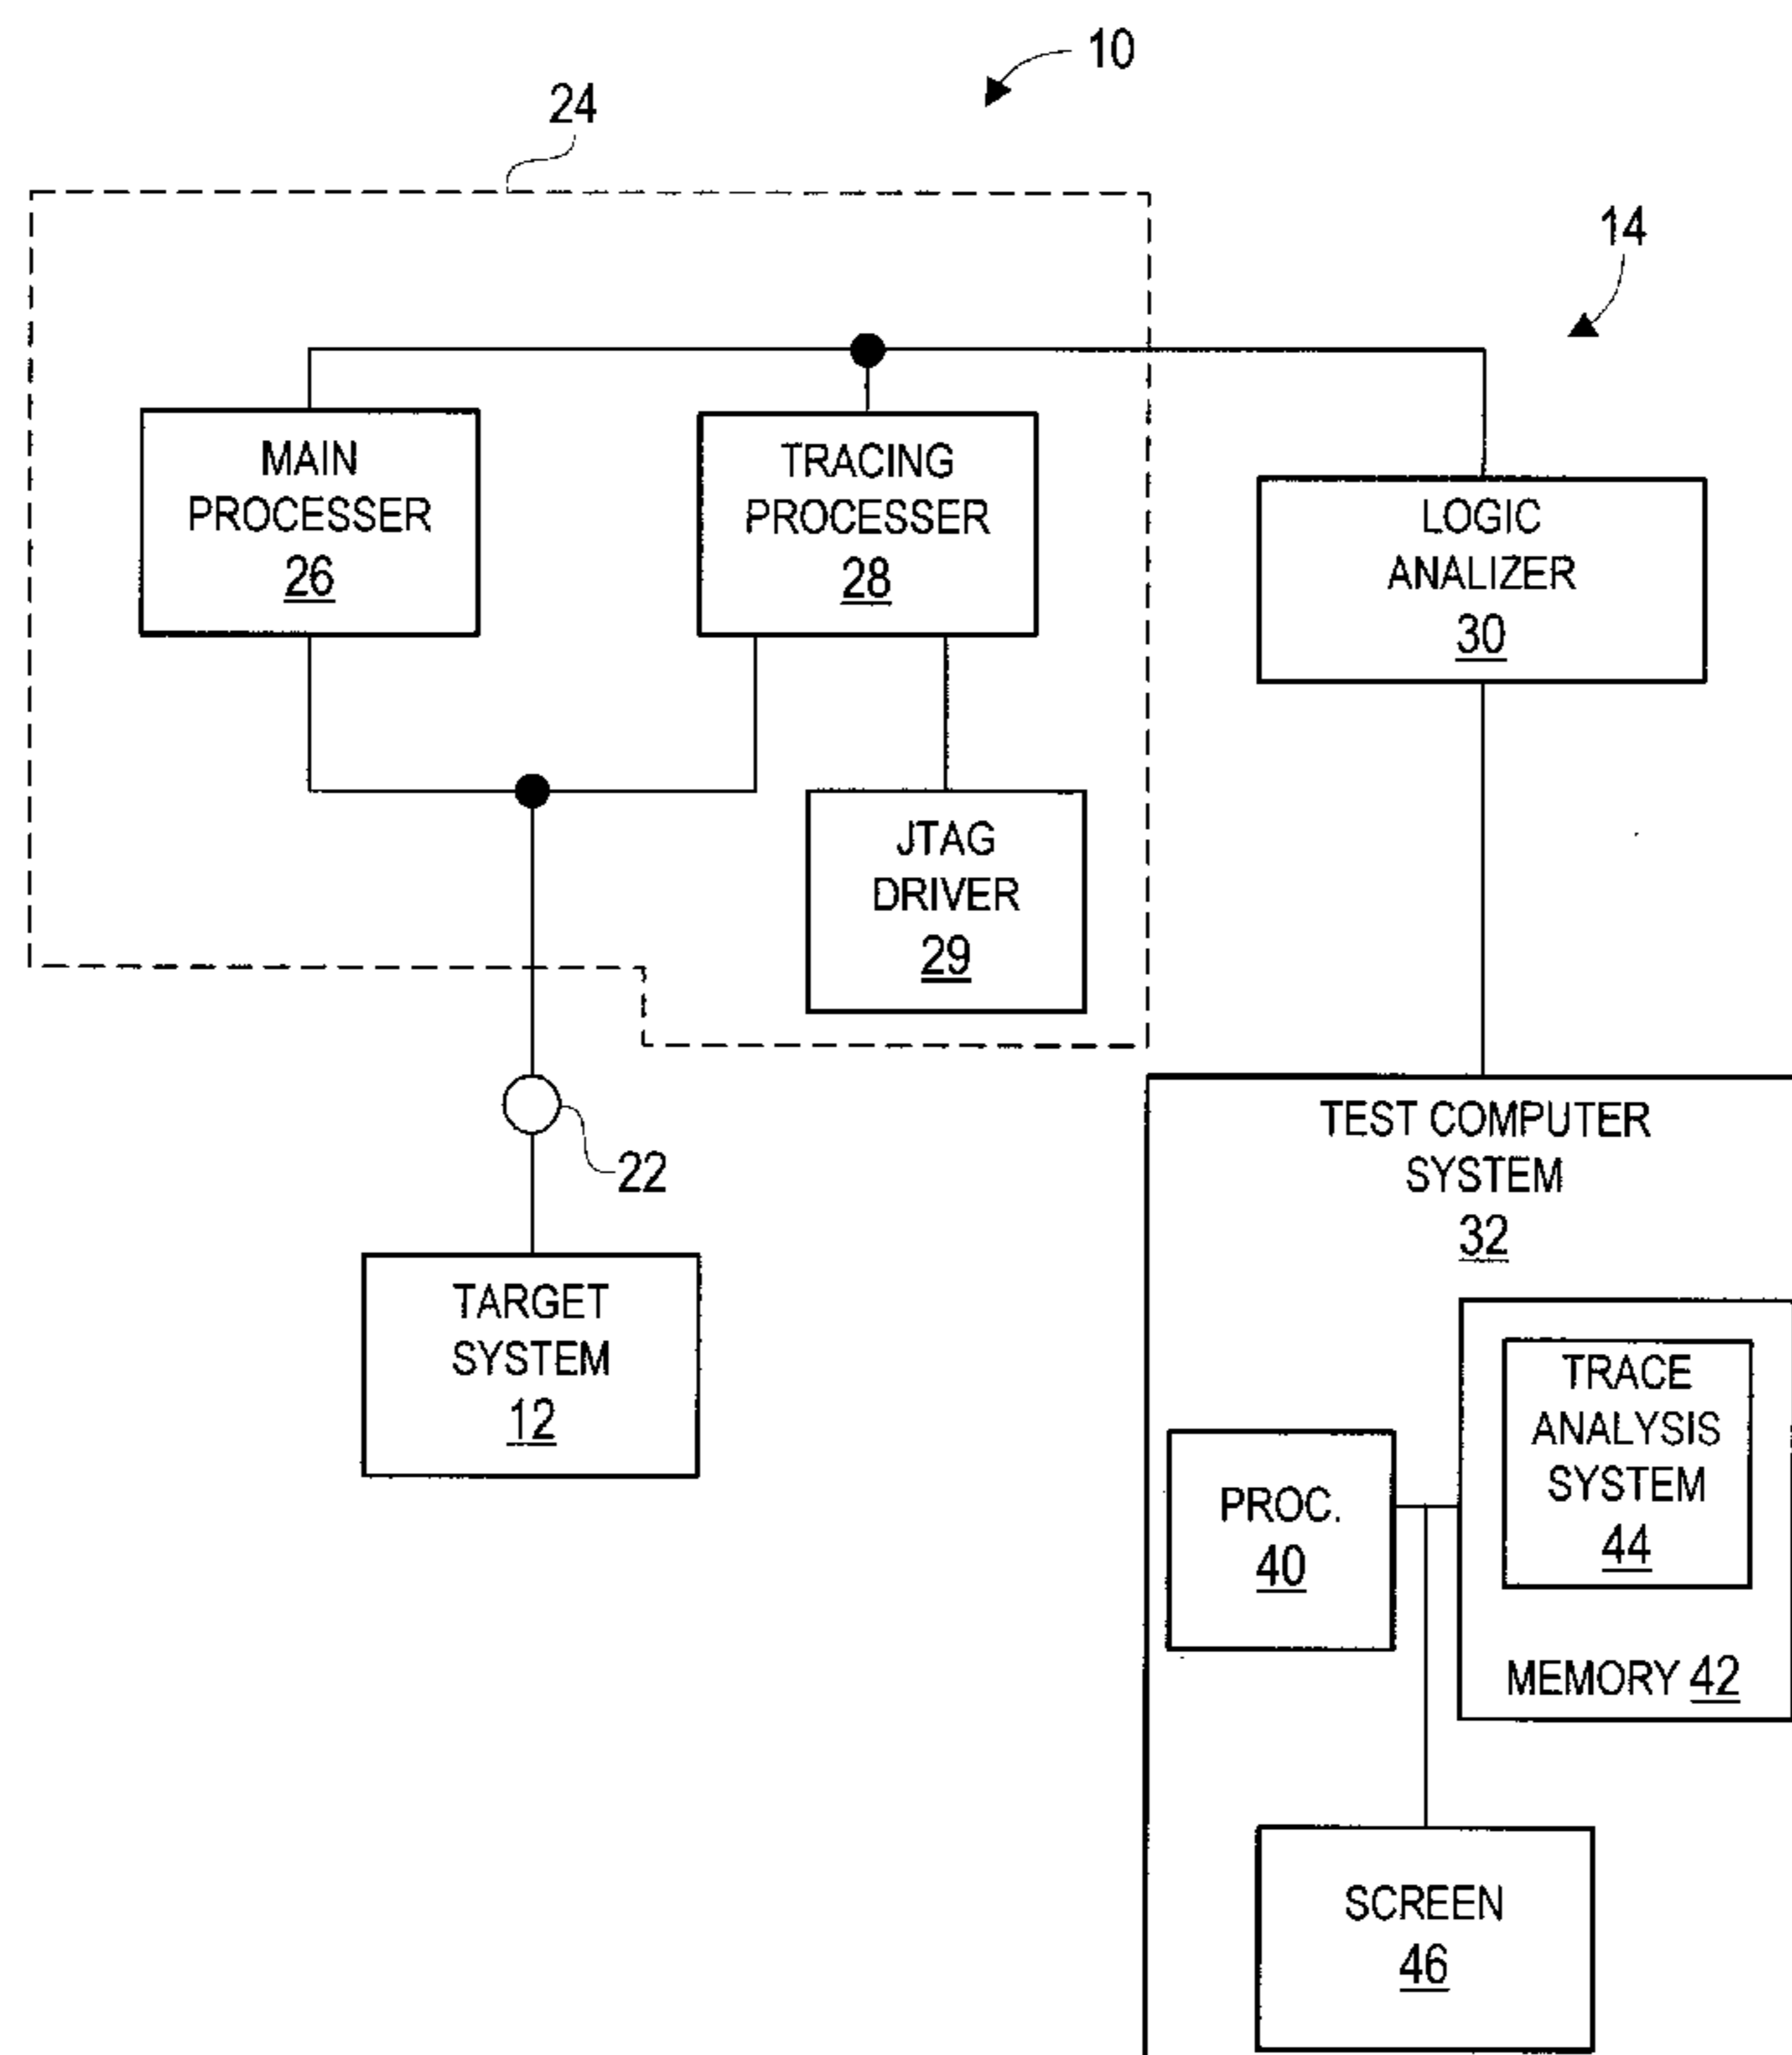 10
24
14
MAIN
PROCESSER
26
TRACING
PROCESSER
28
LOGIC
ANALIZER
30
JTAG
DRIVER
29
22
TEST COMPUTER
SYSTEM
32
TARGET
SYSTEM
12
TRACE
ANALYSIS
SYSTEM
44
PROC.
40
MEMORY 42
SCREEN
46